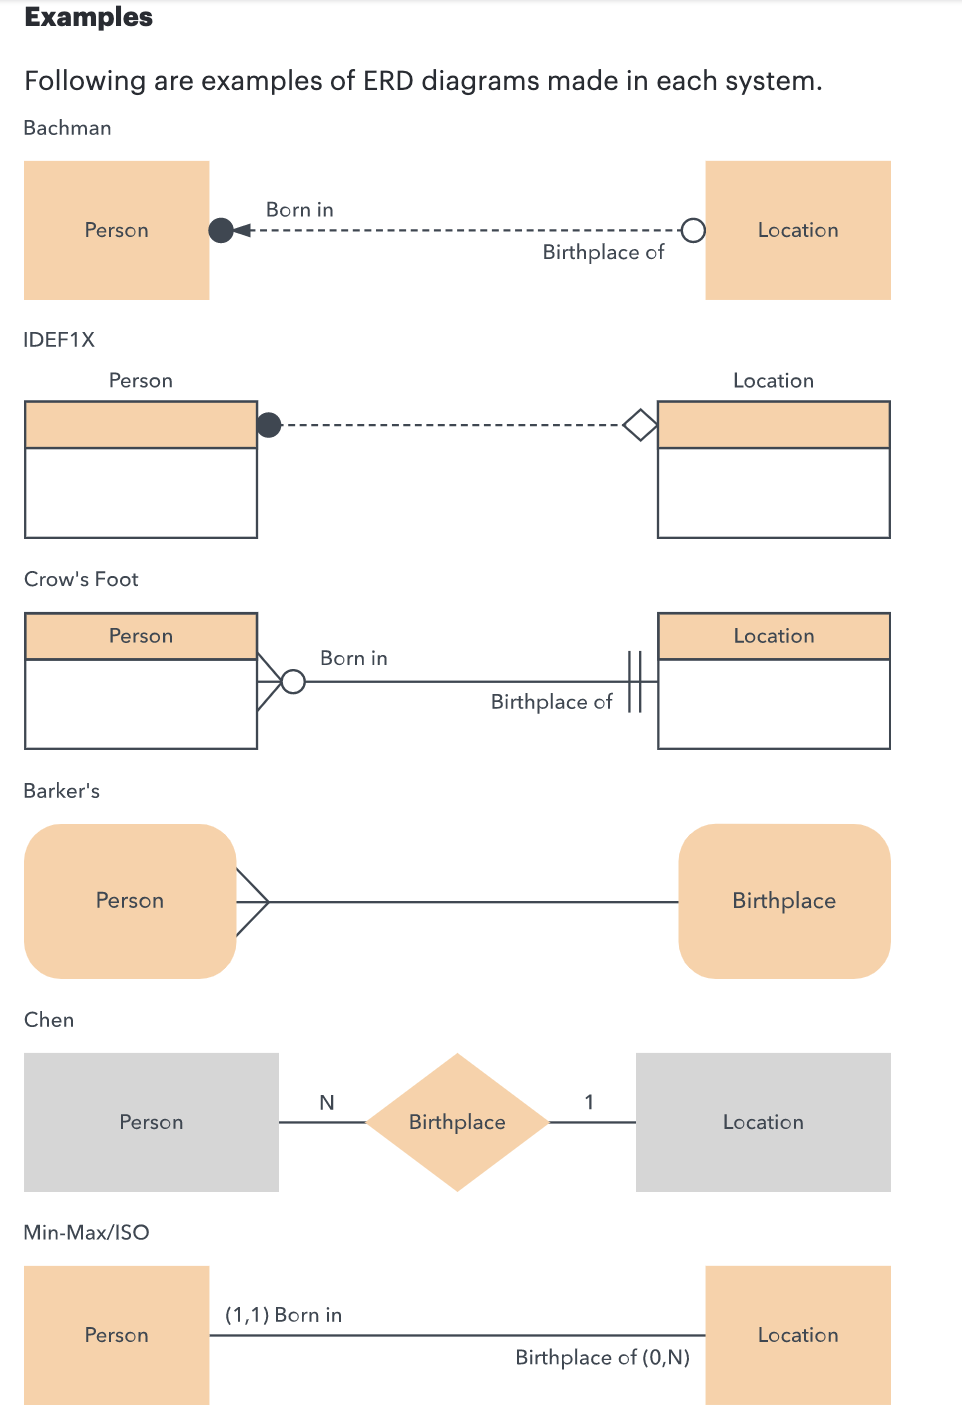 Examples
Following are examples of ERD diagrams made in each system.
Bachman
Person
Born in
Birthplace of
Location
IDEF1X
Person
Location
Crow's Foot
Person
Born in
Birthplace of
Location
Barker's
Person
Birthplace
Chen
Person
N
Birthplace
1
Location
Min-Max/ISO
Person
(1,1) Born in
Birthplace of (0,N)
Location